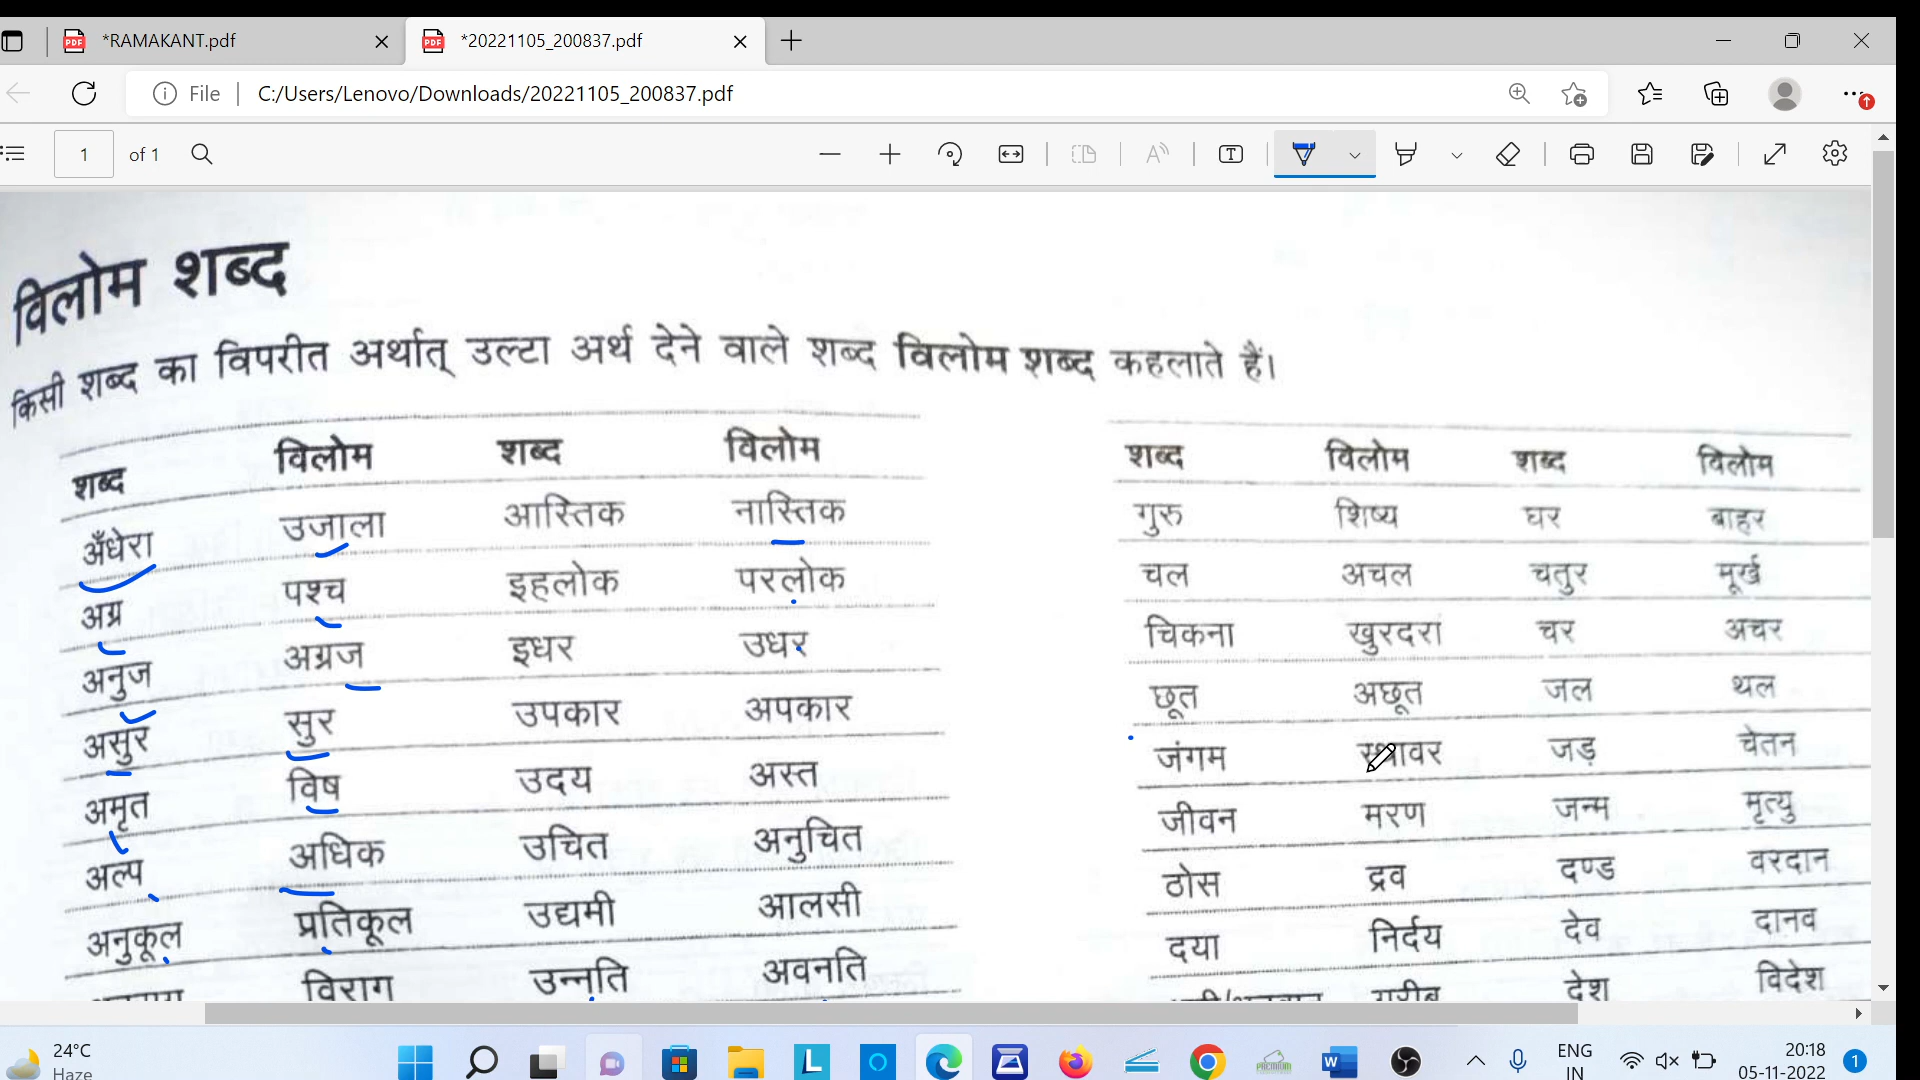 *RAMAKANT.pdf
*20221105_200837.pdf
File
C:/Users/Lenovo/Downloads/20221105_200837.pdf
1 of 1
विलोम शब्द
किसी शब्द का विपरीत अर्थात् उल्टा अर्थ देने वाले शब्द विलोम शब्द कहलाते हैं।
शब्द विलोम शब्द विलोम
अँधेरा उजाला आस्तिक नास्तिक
अग्र पश्च इहलोक परलोक
अनुज अग्रज इधर उधर
असुर सुर उपकार अपकार
अमृत विष उदय अस्त
अल्प अधिक उचित अनुचित
अनुकूल प्रतिकूल उद्यमी आलसी
विराग उन्नति अवनति
शब्द विलोम शब्द विलोम
गुरु शिष्य घर बाहर
चल अचल चतुर मूर्ख
चिकना खुरदरा चर अचर
छूत अछूत जल थल
जंगम स्थावर जड़ चेतन
जीवन मरण जन्म मृत्यु
ठोस द्रव दण्ड वरदान
दया निर्दय देव दानव
गरीब देश विदेश
24°C
Haze
ENG
IN
20:18
05-11-2022
1